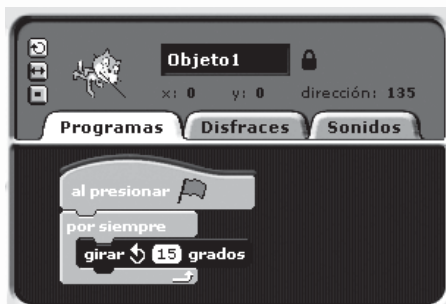 Objeto1
x: 0 y: 0 dirección: 135
Programas Disfraces Sonidos
al presionar
por siempre
girar 15 grados